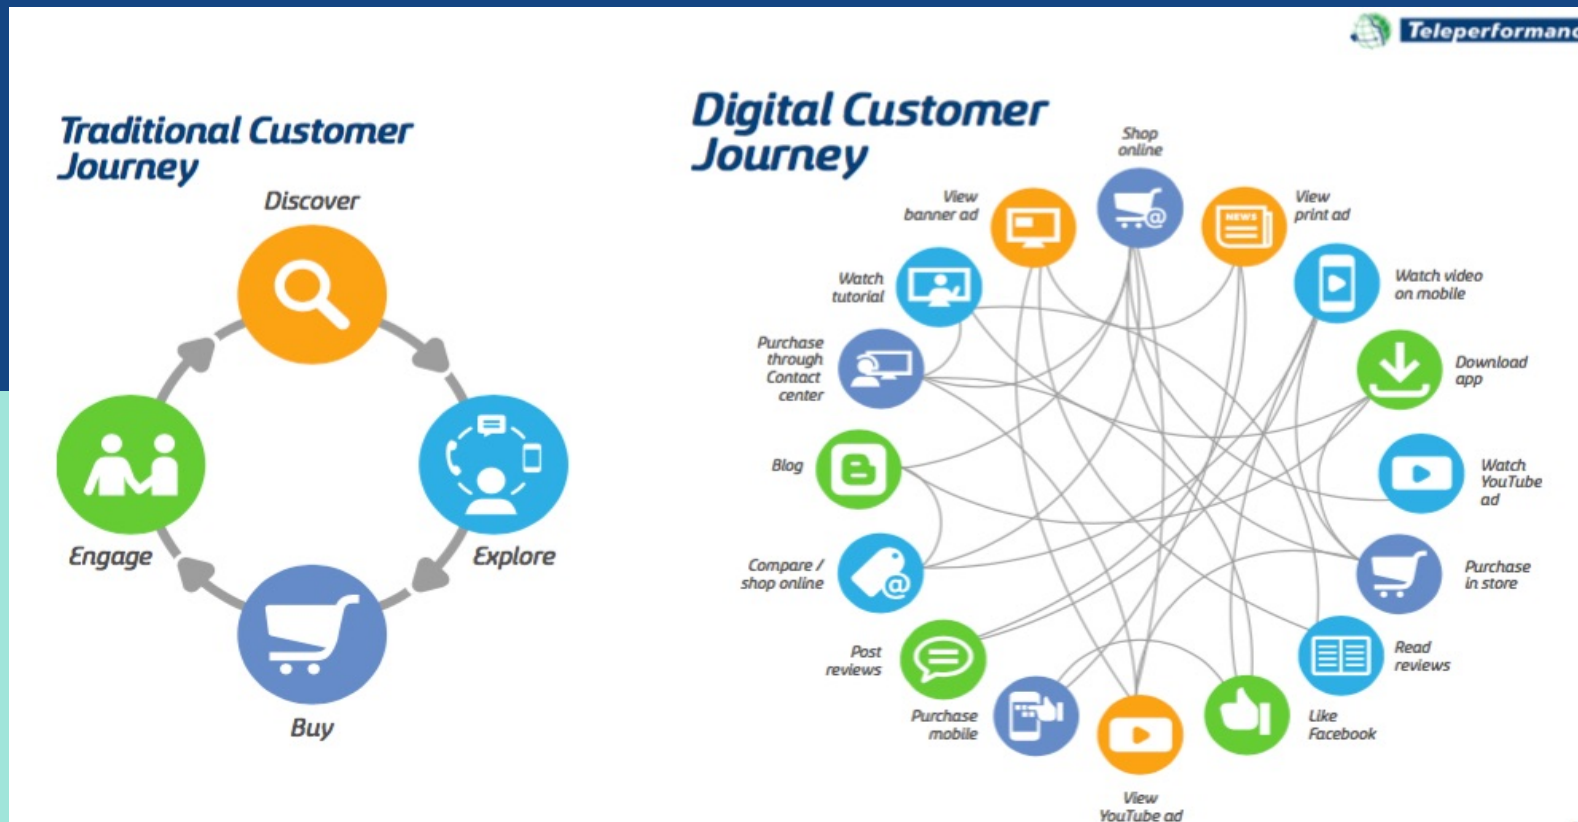 Teleperformanc
Traditional Customer
Journey
Discover
Explore
Buy
Engage
Digital Customer
Journey
Shop
online
View
print ad
NEWS
Watch video
on mobile
Download
app
Watch
YouTube
ad
Purchase
in store
Read
reviews
Like
Facebook
View
YouTube ad
Purchase
mobile
Post
reviews
Compare /
shop online
@
Blog
Purchase
through
Contact
center
Watch
tutorial
View
banner ad
@